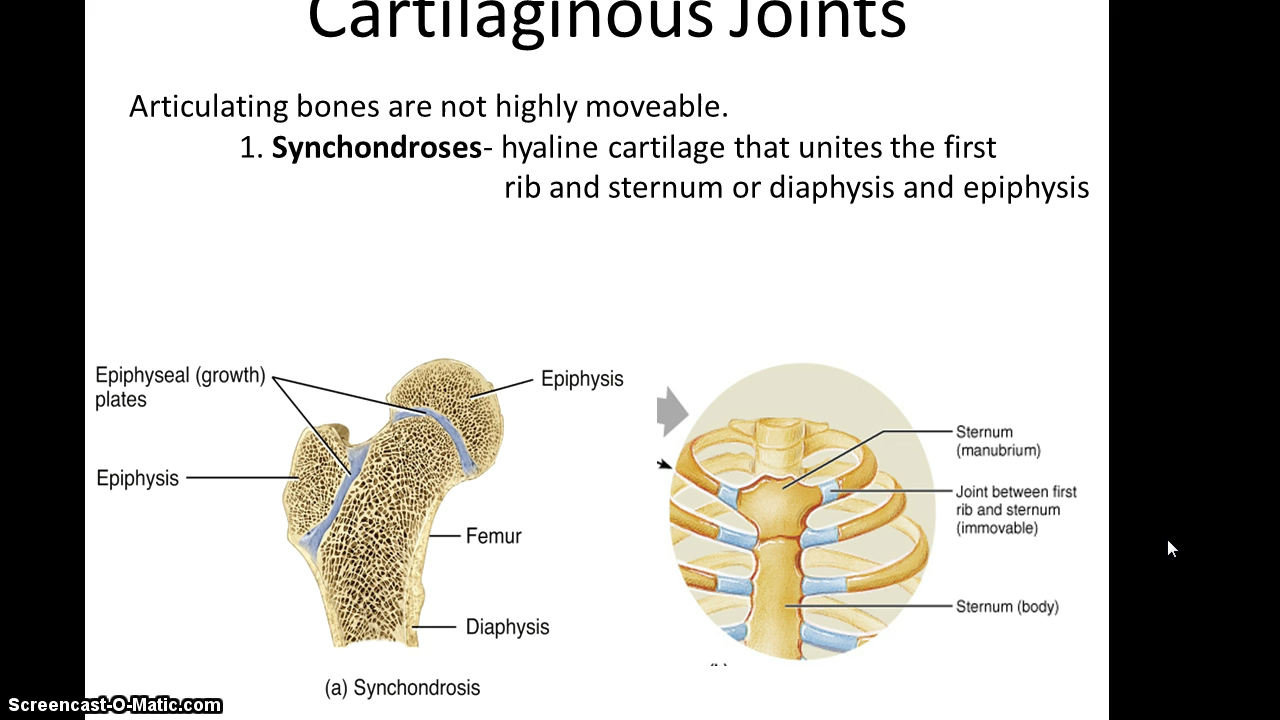 Cartilaginous Joints
Articulating bones are not highly moveable.
1. Synchondroses- hyaline cartilage that unites the first
rib and sternum or diaphysis and epiphysis
Epiphyseal (growth)
plates
Epiphysis
Epiphysis
Femur
Diaphysis
(a) Synchondrosis
Sternum
(manubrium)
Joint between first
rib and sternum
(immovable)
Sternum (body)
Screencast-O-Matic.com